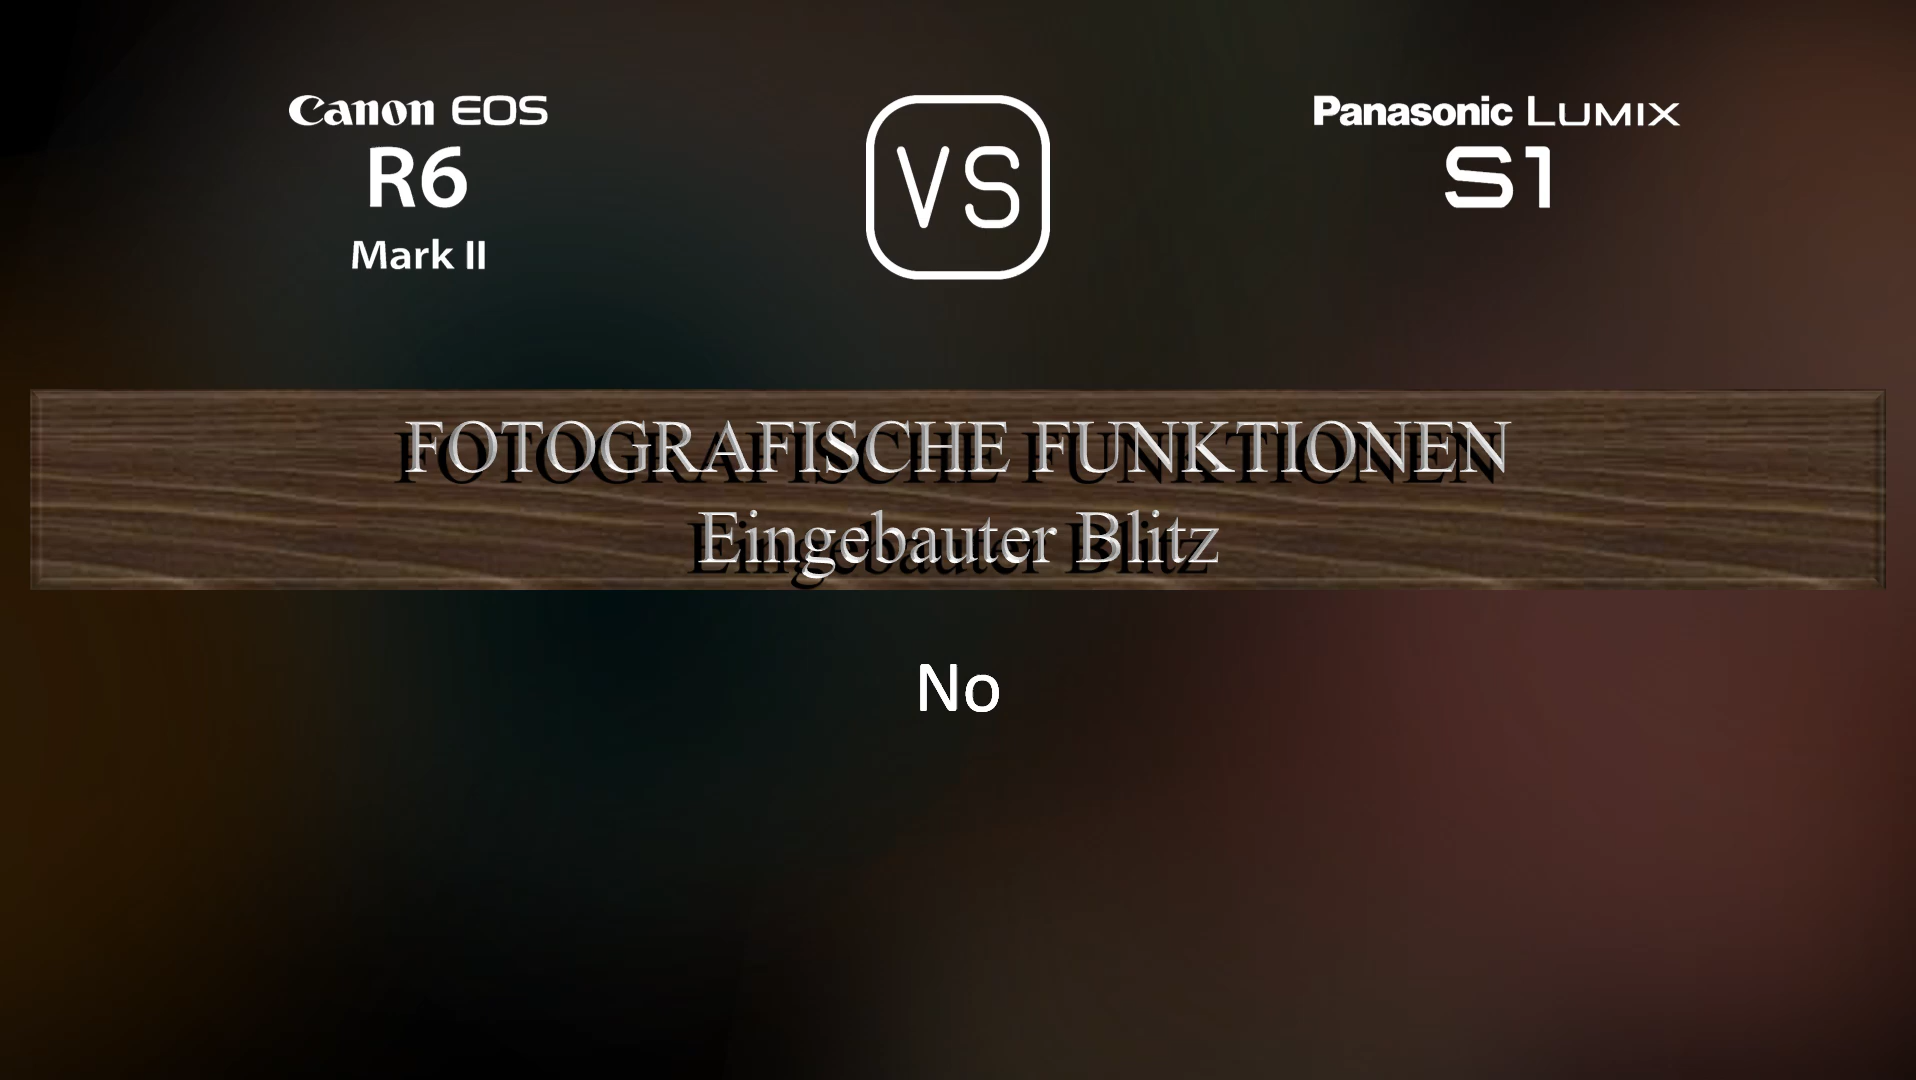 Canon EOS
R6
Mark II
VS
Panasonic LUMIX
S1
FOTOGRAFISCHE FUNKTIONEN
Eingebauter Blitz
No